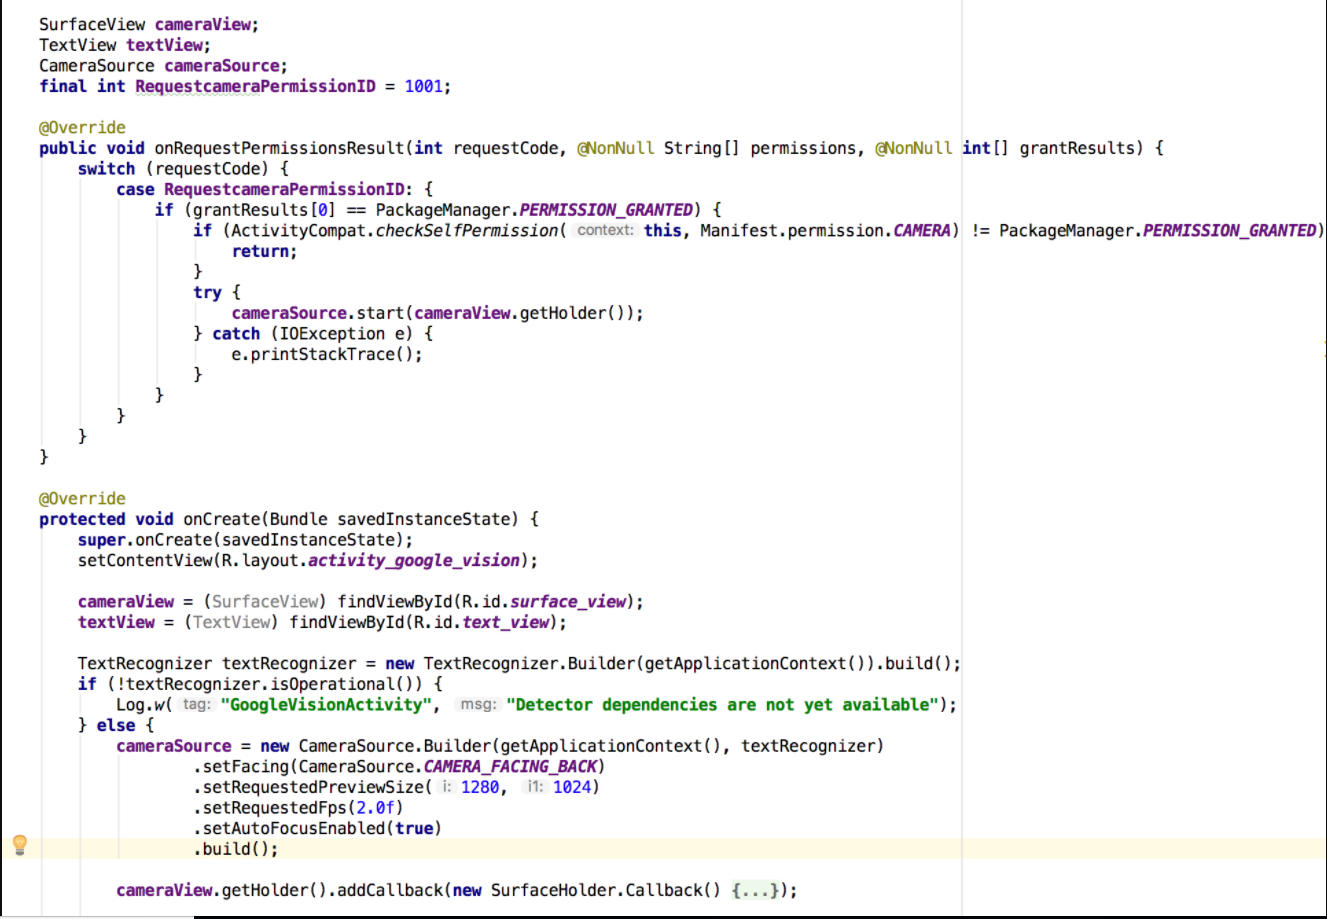 SurfaceView cameraView;
TextView textView;
CameraSource cameraSource;
final int RequestcameraPermissionID = 1001;
@Override
public void onRequestPermissionsResult(int requestCode, @NonNull String[] permissions, @NonNull int[] grantResults) {
switch (requestCode) {
case RequestcameraPermissionID: {
if (grantResults[0] == PackageManager.PERMISSION_GRANTED) {
if (ActivityCompat.checkSelfPermission( context: this, Manifest.permission.CAMERA) != PackageManager.PERMISSION_GRANTED)
return;
}
try {
cameraSource.start(cameraView.getHolder());
} catch (IOException e) {
e.printStackTrace();
}
}
}
}
}
@Override
protected void onCreate(Bundle savedInstanceState) {
super.onCreate(savedInstanceState);
setContentView(R.layout.activity_google_vision);
cameraView = (SurfaceView) findViewById(R.id.surface_view);
textView = (TextView) findViewById(R.id.text_view);
TextRecognizer textRecognizer = new TextRecognizer.Builder(getApplicationContext()).build();
if (!textRecognizer.isOperational()) {
Log.w( tag: "GoogleVisionActivity", msg: "Detector dependencies are not yet available");
} else {
cameraSource = new CameraSource.Builder(getApplicationContext(), textRecognizer)
.setFacing(CameraSource.CAMERA_FACING_BACK)
.setRequestedPreviewSize( i: 1280, i1: 1024)
.setRequestedFps(2.0f)
.setAutoFocusEnabled(true)
.build();
cameraView.getHolder().addCallback(new SurfaceHolder.Callback() {...});